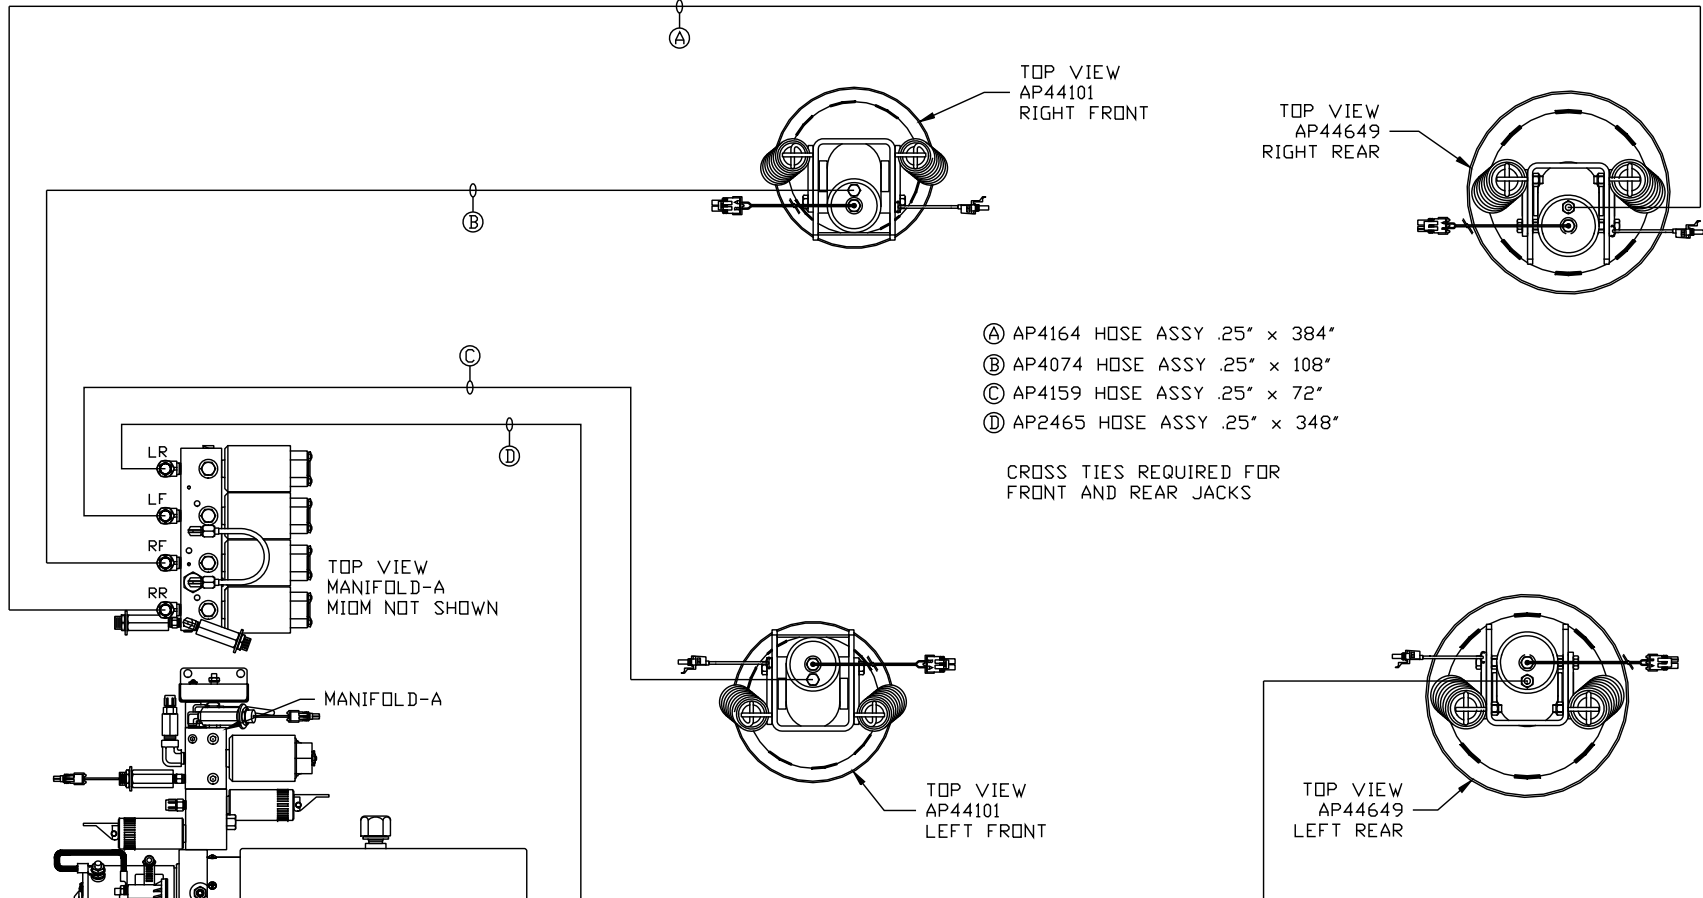 A
TOP VIEW
AP44101
RIGHT FRONT
TOP VIEW
AP44649
RIGHT REAR
B
A AP4164 HOSE ASSY .25" x 384"
B AP4074 HOSE ASSY .25" x 108"
C AP4159 HOSE ASSY .25" x 72"
D AP2465 HOSE ASSY .25" x 348"
CROSS TIES REQUIRED FOR
FRONT AND REAR JACKS
C
D
LR
LF
RF
RR
TOP VIEW
MANIFOLD-A
MIOM NOT SHOWN
MANIFOLD-A
TOP VIEW
AP44101
LEFT FRONT
TOP VIEW
AP44649
LEFT REAR